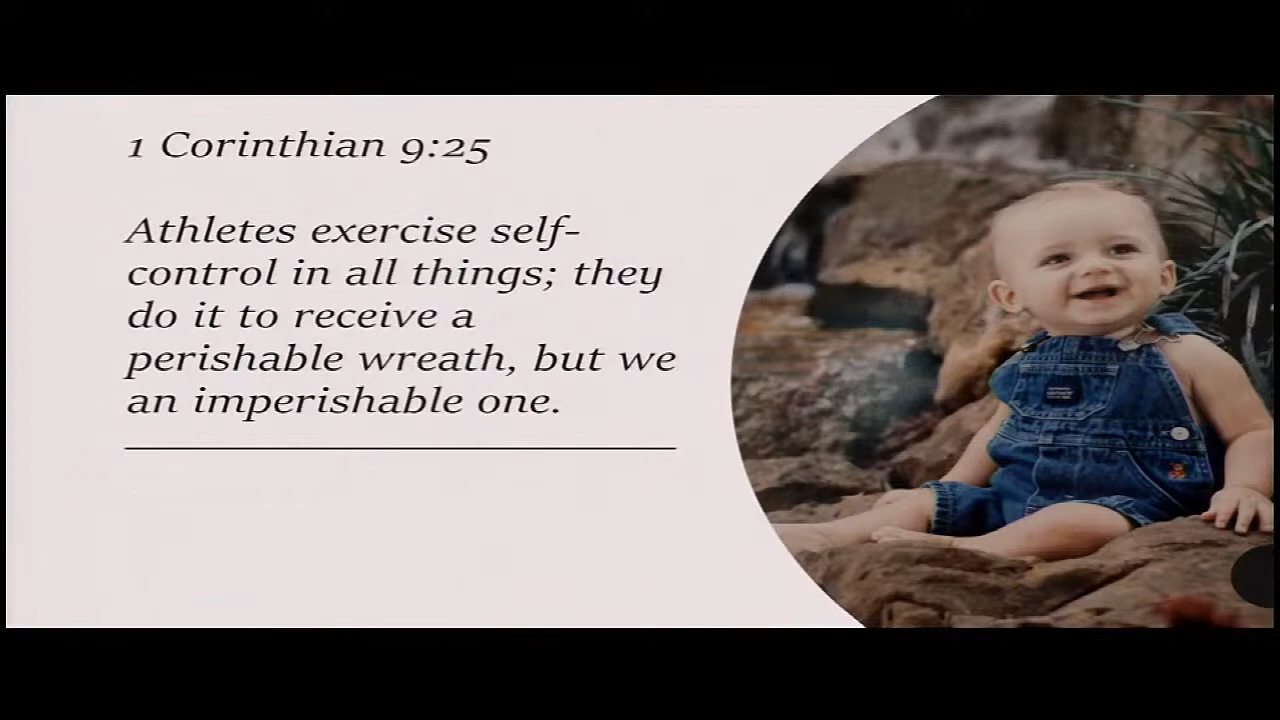 1 Corinthian 9:25
Athletes exercise self-
control in all things; they
do it to receive a
perishable wreath, but we
an imperishable one.